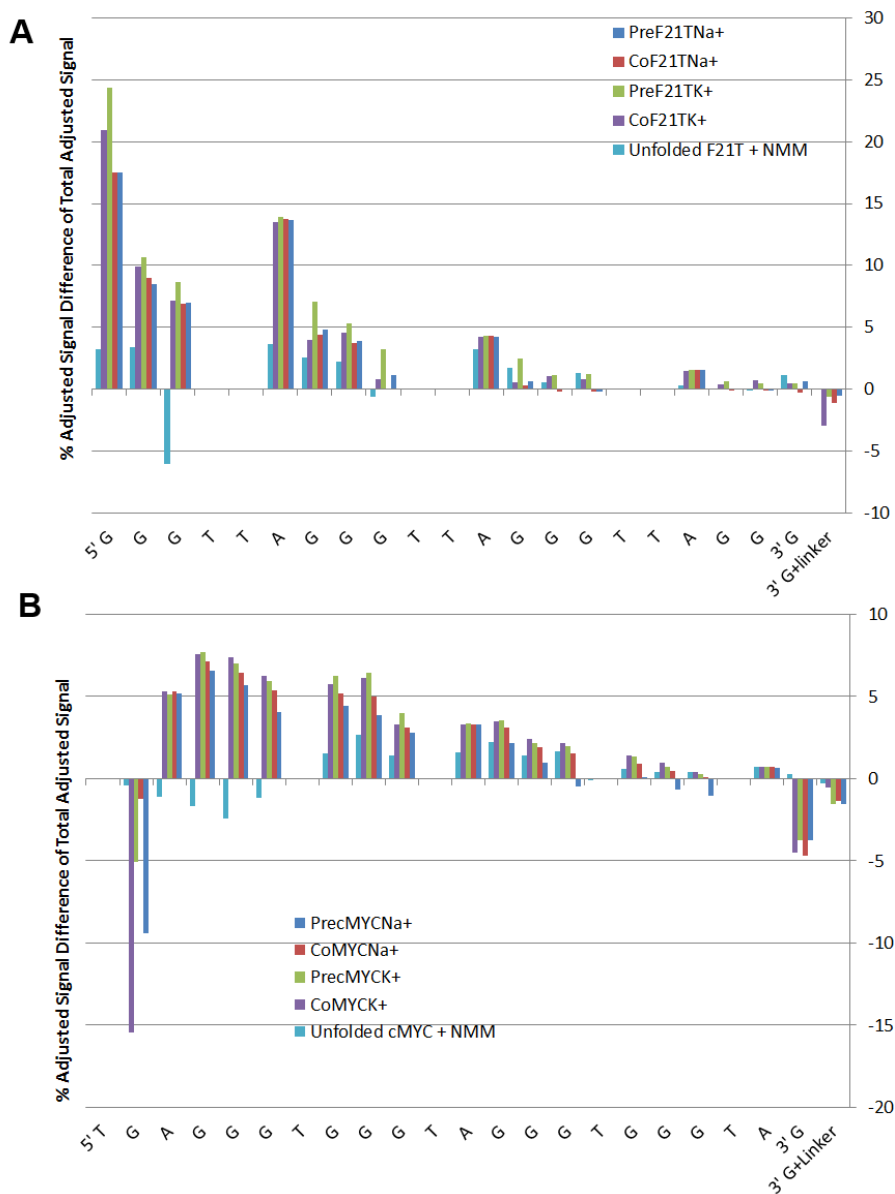 A
% Adjusted Signal Difference of Total Adjusted Signal
PreF21TNa+
CoF21TNa+
PreF21TK+
CoF21TK+
Unfolded F21T + NMM
30
25
20
15
10
5
0
-5
-10
5' G
G
G
T
T
A
G
G
G
T
T
A
G
G
G
T
T
A
G
G
3' G
3' G+linker
B
% Adjusted Signal Difference of Total Adjusted Signal
10
5
0
-5
-10
-15
-20
PrecMYCNa+
CoMYCNa+
PrecMYCK+
CoMYCK+
Unfolded cMYC + NMM
5' T
G
A
G
G
G
T
G
G
G
T
A
G
G
G
T
G
G
G
T
A
3' G
3' G+Linker